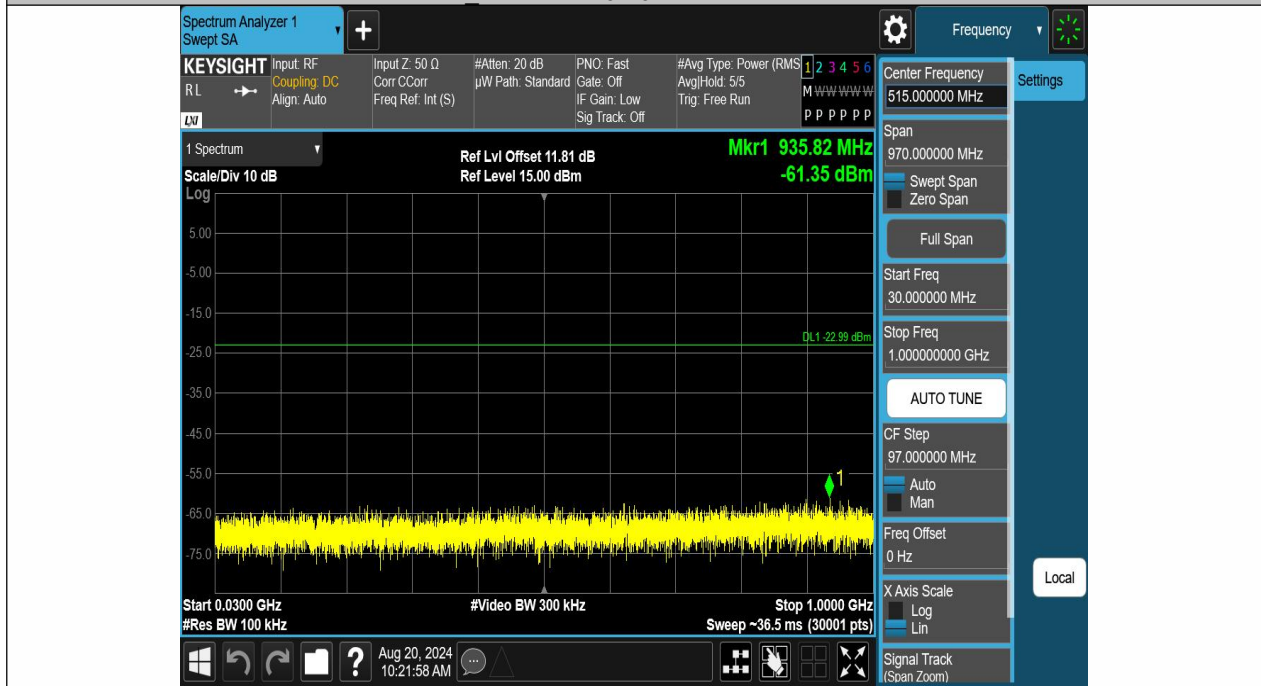 Spectrum Analyzer 1
Swept SA
Frequency
KEYSIGHT
R L
LXI
Input: RF
Coupling: DC
Align: Auto
Input Z: 50 Ω
Corr CCorr
Freq Ref: Int (S)
#Atten: 20 dB
µW Path: Standard
PNO: Fast
Gate: Off
IF Gain: Low
Sig Track: Off
#Avg Type: Power (RMS
Avg|Hold: 5/5
Trig: Free Run
1 2 3 4 5 6
M W W W W W
P P P P P P
1 Spectrum
Scale/Div 10 dB
Ref Lvl Offset 11.81 dB
Ref Level 15.00 dBm
Mkr1 935.82 MHz
-61.35 dBm
Log
5.00
-5.00
-15.0
DL1 -22.99 dBm
-25.0
-35.0
-45.0
-55.0
1
-65.0
-75.0
Start 0.0300 GHz
#Res BW 100 kHz
#Video BW 300 kHz
Stop 1.0000 GHz
Sweep ~36.5 ms (30001 pts)
Aug 20, 2024
10:21:58 AM
Center Frequency
515.000000 MHz
Settings
Span
970.000000 MHz
Swept Span
Zero Span
Full Span
Start Freq
30.000000 MHz
Stop Freq
1.000000000 GHz
AUTO TUNE
CF Step
97.000000 MHz
Auto
Man
Freq Offset
0 Hz
Local
X Axis Scale
Log
Lin
Signal Track
(Span Zoom)